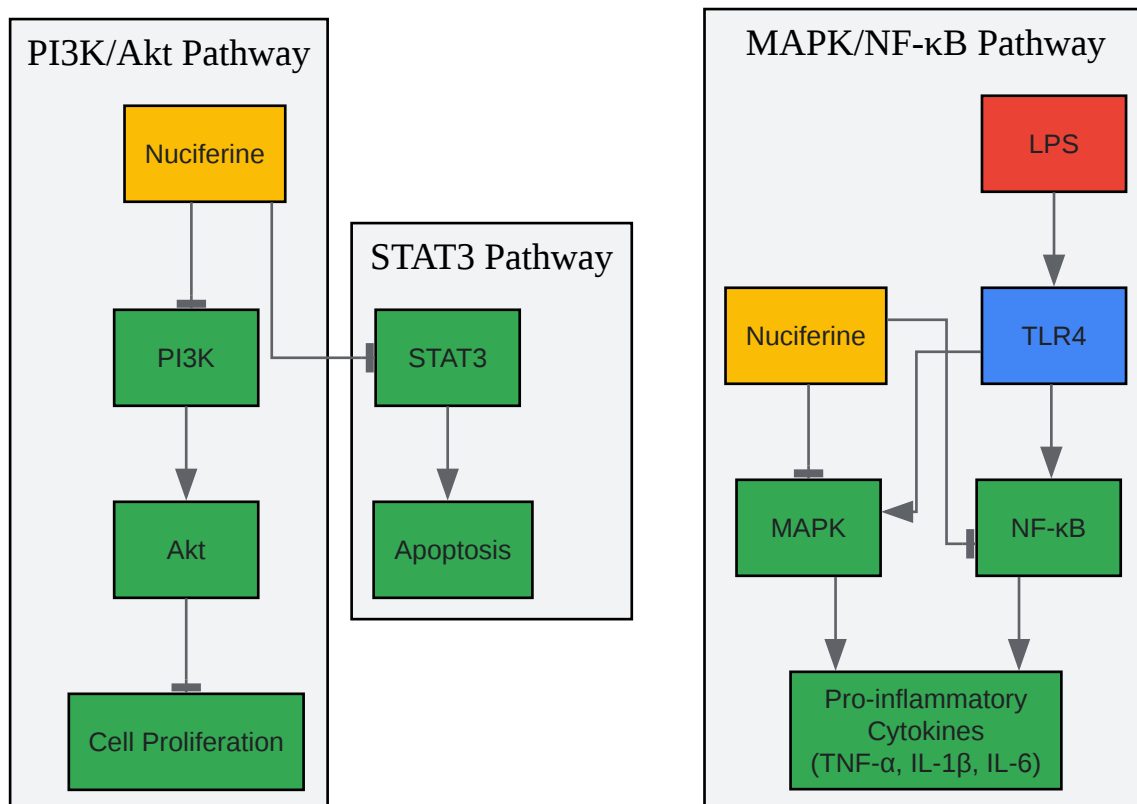 PI3K/Akt Pathway
Nuciferine
PI3K
Akt
Cell Proliferation
STAT3 Pathway
STAT3
Apoptosis
MAPK/NF-κB Pathway
LPS
Nuciferine
TLR4
MAPK
NF-κB
Pro-inflammatory
Cytokines
(TNF-α, IL-1β, IL-6)